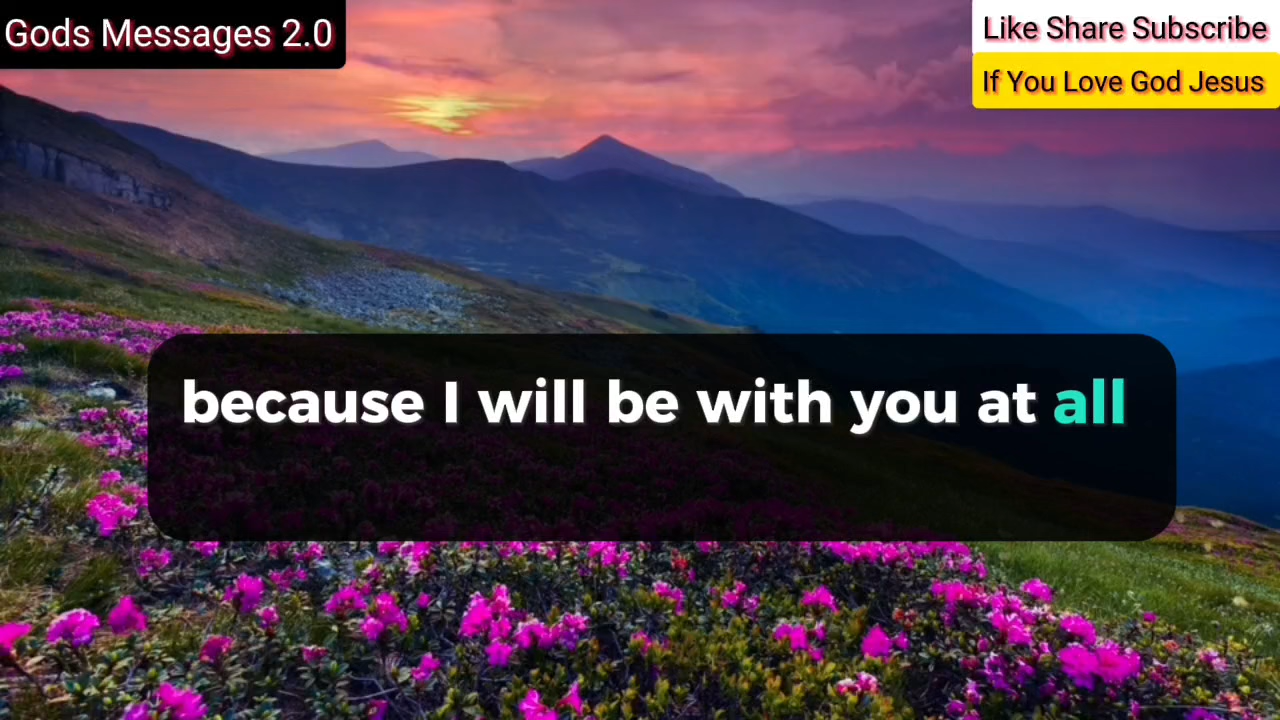 Gods Messages 2.0
Like Share Subscribe
If You Love God Jesus
because I will be with you at all